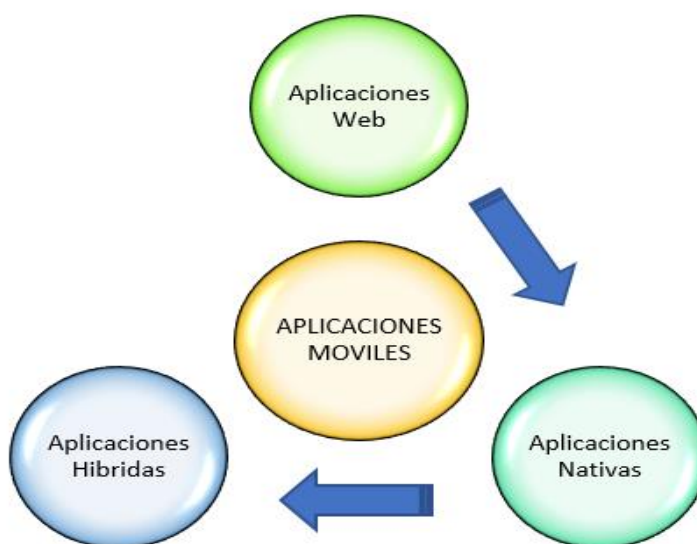 Aplicaciones
Web
APLICACIONES
MOVILES
Aplicaciones
Hibridas
Aplicaciones
Nativas